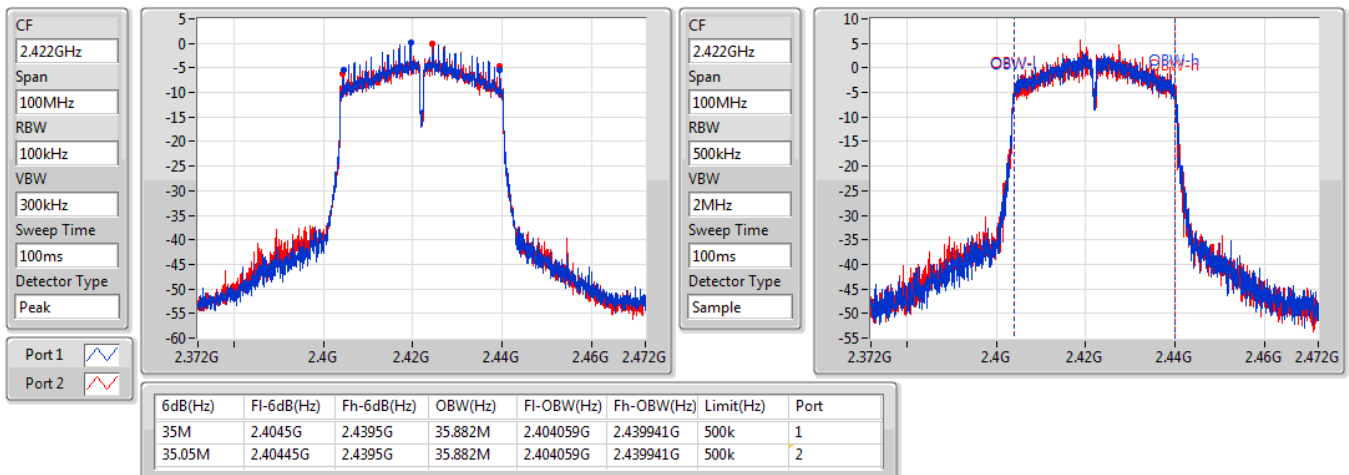 CF
2.422GHz
Span
100MHz
RBW
100kHz
VBW
300kHz
Sweep Time
100ms
Detector Type
Peak
5
0
-5
-10
-15
-20
-25
-30
-35
-40
-45
-50
-55
-60
2.372G 2.4G 2.42G 2.44G 2.46G 2.472G
Port 1
Port 2
CF
2.422GHz
Span
100MHz
RBW
500kHz
VBW
2MHz
Sweep Time
100ms
Detector Type
Sample
10
5
0
-5
-10
-15
-20
-25
-30
-35
-40
-45
-50
-55
OBW-l OBW-h
2.372G 2.4G 2.42G 2.44G 2.46G 2.472G
6dB(Hz) Fl-6dB(Hz) Fh-6dB(Hz) OBW(Hz) Fl-OBW(Hz) Fh-OBW(Hz) Limit(Hz) Port
35M 2.4045G 2.4395G 35.882M 2.404059G 2.439941G 500k 1
35.05M 2.40445G 2.4395G 35.882M 2.404059G 2.439941G 500k 2